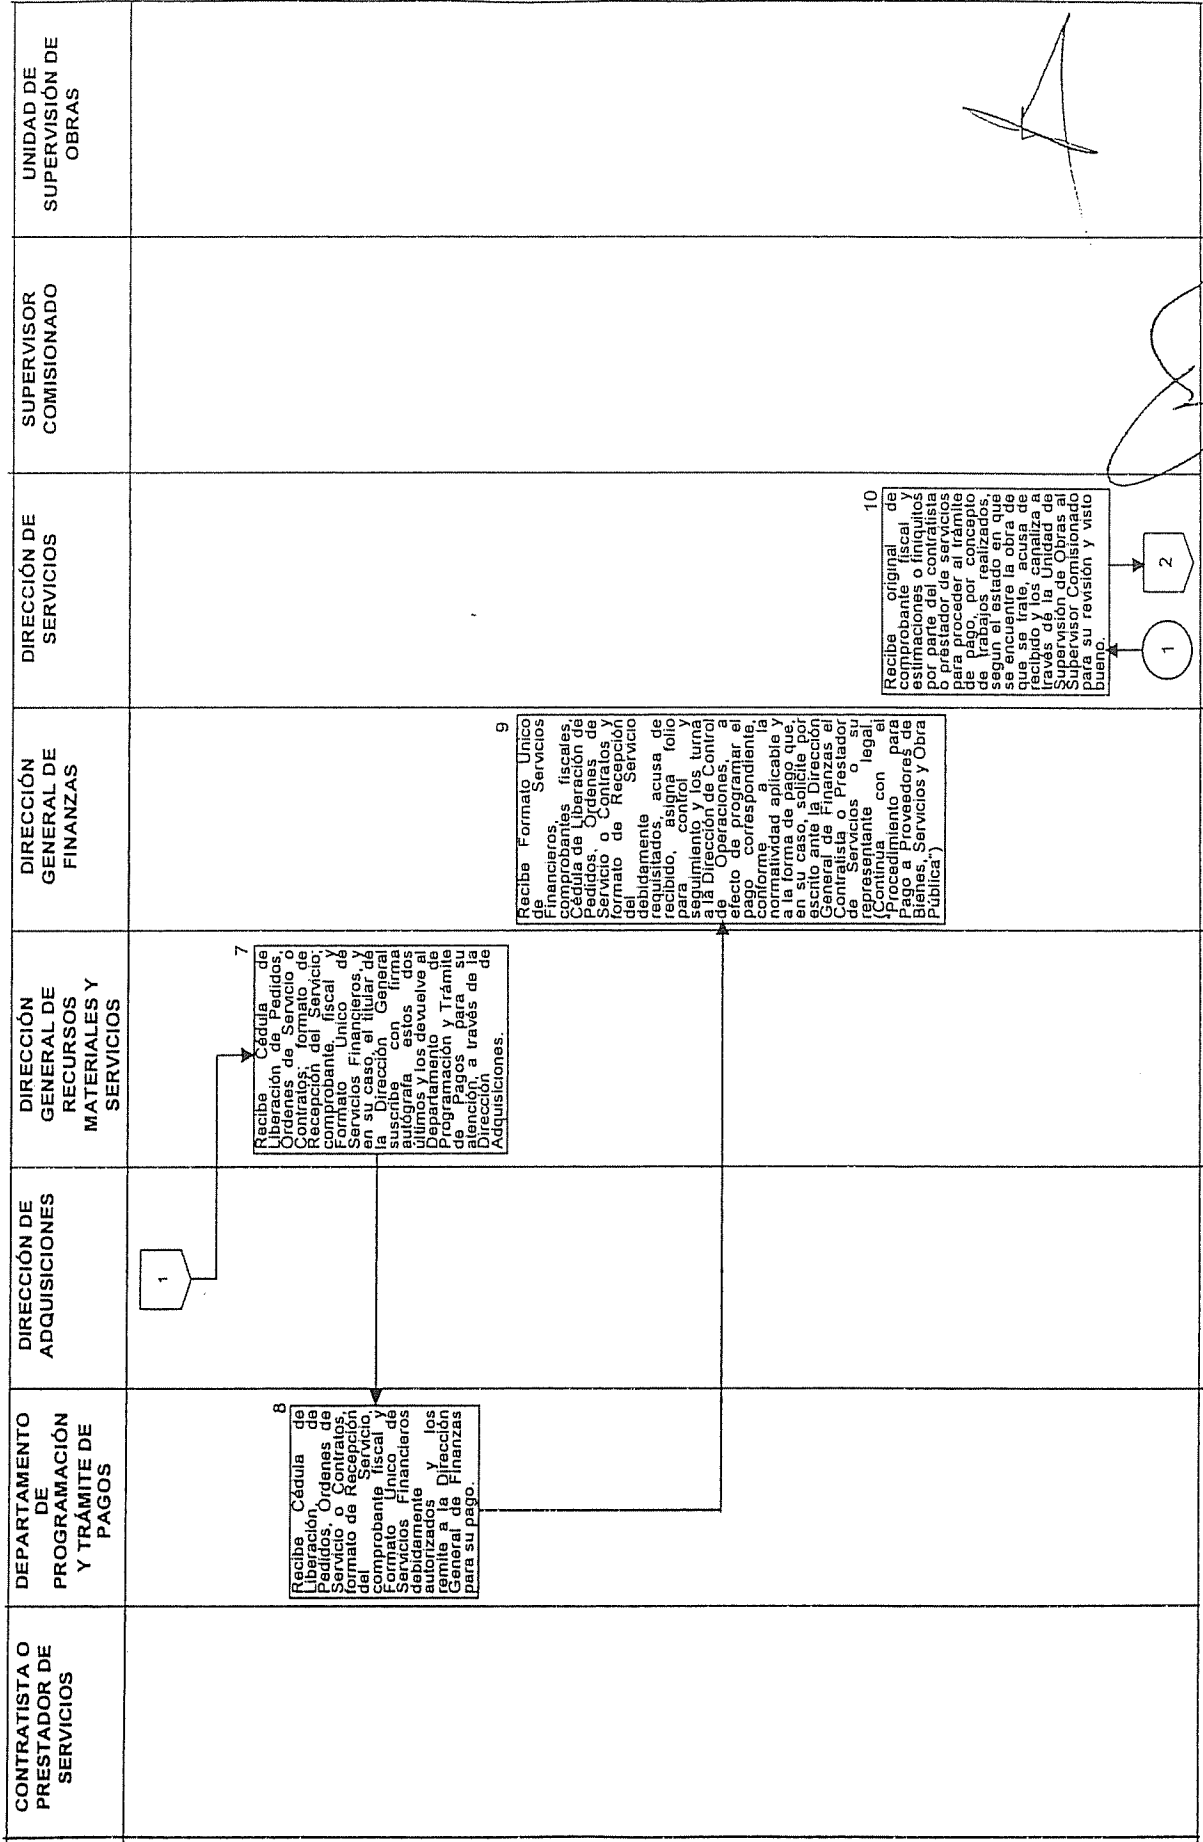 CONTRATISTA O
PRESTADOR DE
SERVICIOS
DEPARTAMENTO
DE
PROGRAMACIÓN
Y TRÁMITE DE
PAGOS
DIRECCIÓN DE
ADQUISICIONES
DIRECCIÓN
GENERAL DE
RECURSOS
MATERIALES Y
SERVICIOS
DIRECCIÓN
GENERAL DE
FINANZAS
DIRECCIÓN DE
SERVICIOS
SUPERVISOR
COMISIONADO
UNIDAD DE
SUPERVISIÓN DE
OBRAS
1
7
Recibe Cédula de
Liberación de Pedidos,
Ordenes de Servicio o
Contratos; formato de
Recepción del Servicio;
comprobante fiscal y
Formato Único de
Servicios Financieros, y
en su caso, el titular de
la Dirección General
suscribe con firma
autógrafa estos dos
últimos y los devuelve al
Departamento de
Programación y Trámite
de Pagos para su
atención, a través de la
Dirección de
Adquisiciones.
8
Recibe Cédula de
Liberación de
Pedidos, Ordenes de
Servicio o Contratos,
formato de Recepción
del Servicio,
comprobante fiscal y
Formato Único de
Servicios Financieros
debidamente
autorizados y los
remite a la Dirección
General de Finanzas
para su pago.
9
Recibe Formato Único
de Servicios
Financieros,
comprobantes fiscales,
Cédula de Liberación de
Pedidos, Ordenes de
Servicio o Contratos y
formato de Recepción
del Servicio
debidamente
requisitados, acusa de
recibido, asigna folio
para control y
seguimiento y los turna
a la Dirección de Control
de Operaciones, a
efecto de programar el
pago correspondiente,
conforme a la
normatividad aplicable y
a la forma de pago que,
en su caso, solicite por
escrito ante la Dirección
General de Finanzas el
Contratista o Prestador
de Servicios o su
representante legal.
(Continúa con el
"Procedimiento para
Pago a Proveedores de
Bienes, Servicios y Obra
Pública")
10
Recibe original de
comprobante fiscal y
estimaciones o finiquitos
por parte del contratista
o prestador de servicios
para proceder al trámite
de pago, por concepto
de trabajos realizados,
según el estado en que
se encuentre la obra de
que se trate, acusa de
recibido y los canaliza a
través de la Unidad de
Supervisión de Obras al
Supervisor Comisionado
para su revisión y visto
bueno.
1
2